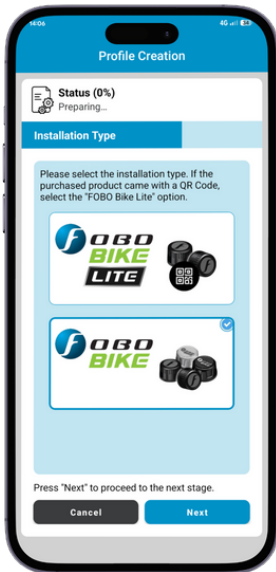 14:06 4G 63
Profile Creation
Status (0%)
Preparing...
Installation Type
Please select the installation type. If the
purchased product came with a QR Code,
select the "FOBO Bike Lite" option.
FOBO
BIKE
LITE
FOBO
BIKE
Press "Next" to proceed to the next stage.
Cancel Next